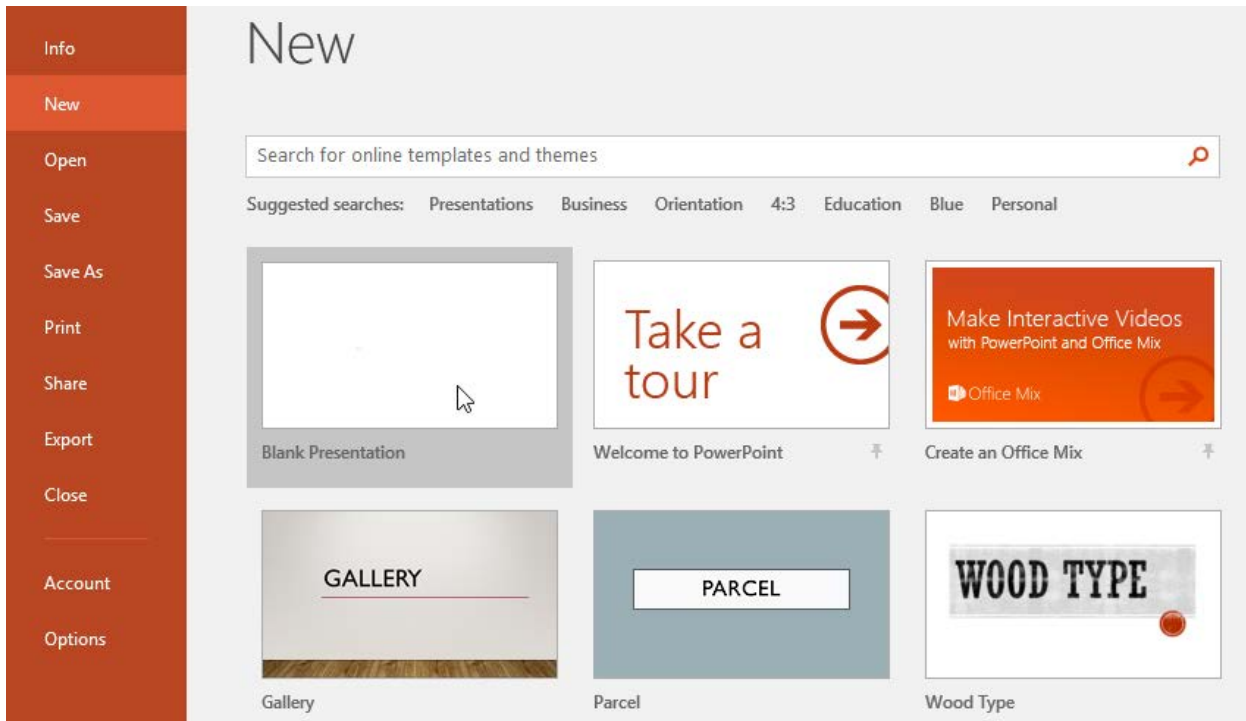 Info
New
Open
Save
Save As
Print
Share
Export
Close
Account
Options
New
Search for online templates and themes
Suggested searches: Presentations Business Orientation 4:3 Education Blue Personal
Blank Presentation
Take a
tour
Welcome to PowerPoint
Make Interactive Videos
with PowerPoint and Office Mix
Office Mix
Create an Office Mix
GALLERY
Gallery
PARCEL
Parcel
WOOD TYPE
Wood Type